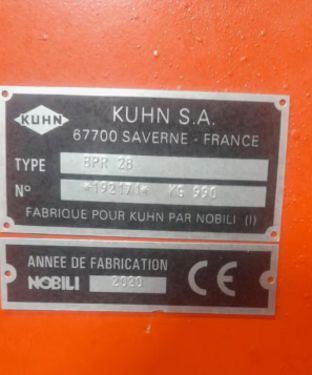 KUHN
KUHN S.A.
67700 SAVERNE - FRANCE
TYPE BPR 28
N° *192171* KG 990
FABRIQUE POUR KUHN PAR NOBILI (I)
ANNEE DE FABRICATION
NOBILI 2020 CE